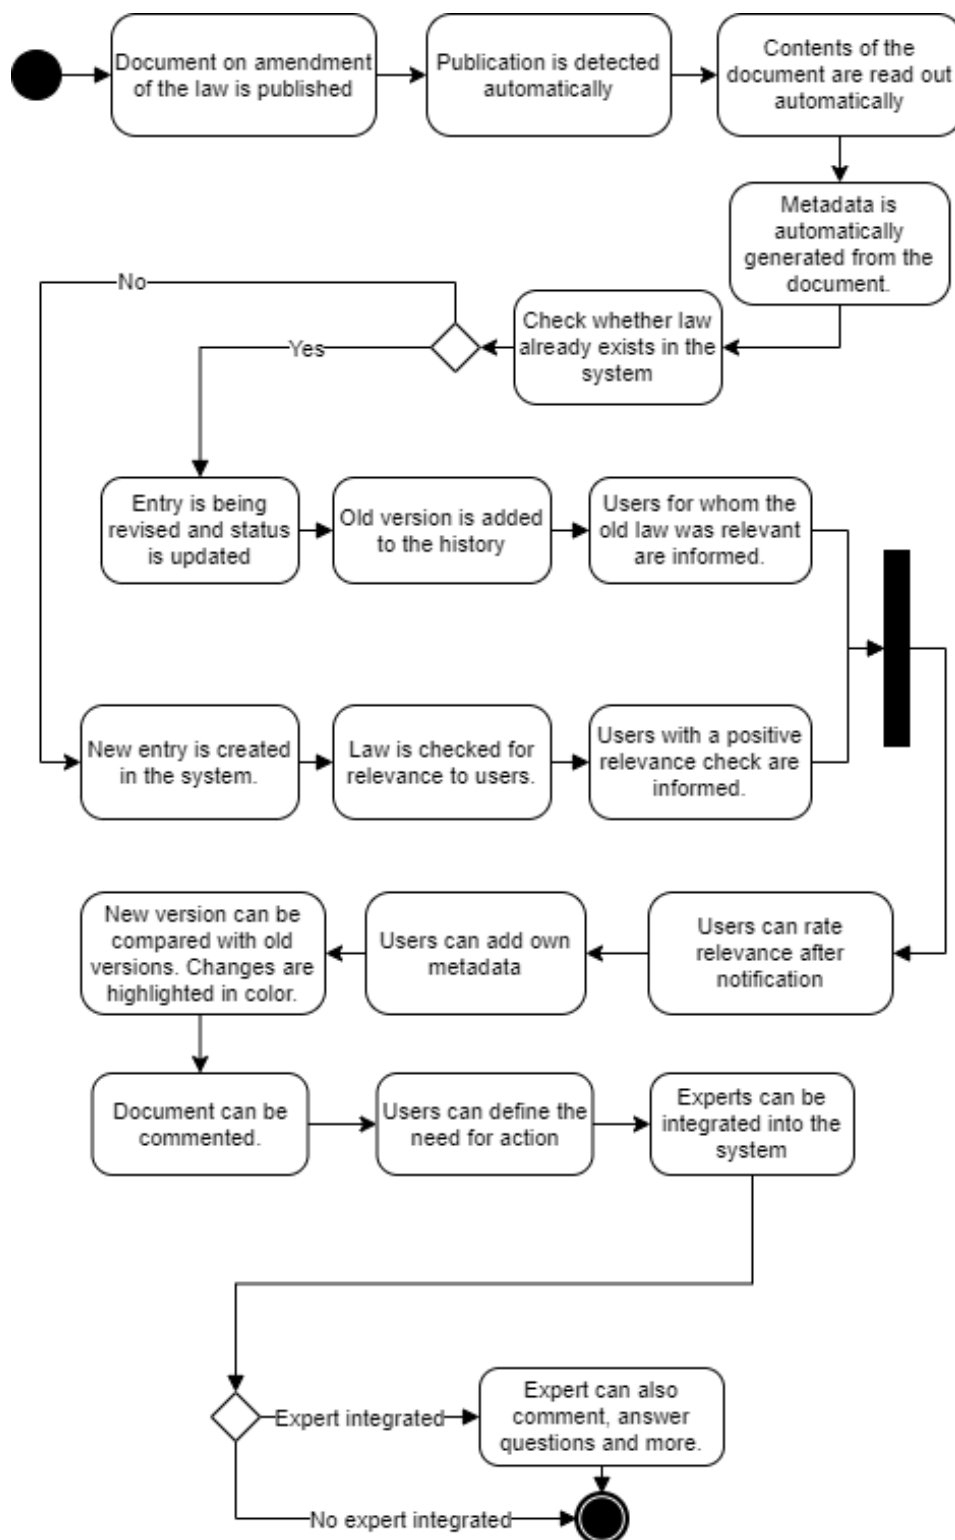 Document on amendment
of the law is published
Publication is detected
automatically
Contents of the
document are read out
automatically
Metadata is
automatically
generated from the
document.
Check whether law
already exists in the
system
No
Yes
Entry is being
revised and status
is updated
Old version is added
to the history
Users for whom the
old law was relevant
are informed.
New entry is created
in the system.
Law is checked for
relevance to users.
Users with a positive
relevance check are
informed.
Users can rate
relevance after
notification
Users can add own
metadata
New version can be
compared with old
versions. Changes are
highlighted in color.
Document can be
commented.
Users can define the
need for action
Experts can be
integrated into the
system
Expert integrated
Expert can also
comment, answer
questions and more.
No expert integrated